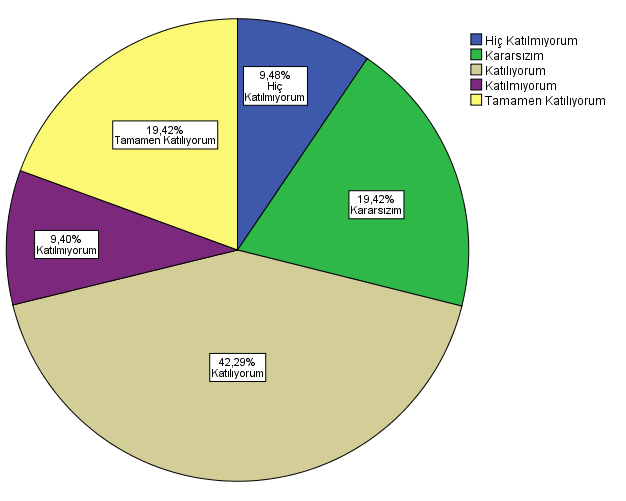 Hiç Katılmıyorum
Kararsızım
Katılıyorum
Katılmıyorum
Tamamen Katılıyorum
9,48%
Hiç
Katılmıyorum
19,42%
Tamamen Katılıyorum
19,42%
Kararsızım
9,40%
Katılmıyorum
42,29%
Katılıyorum